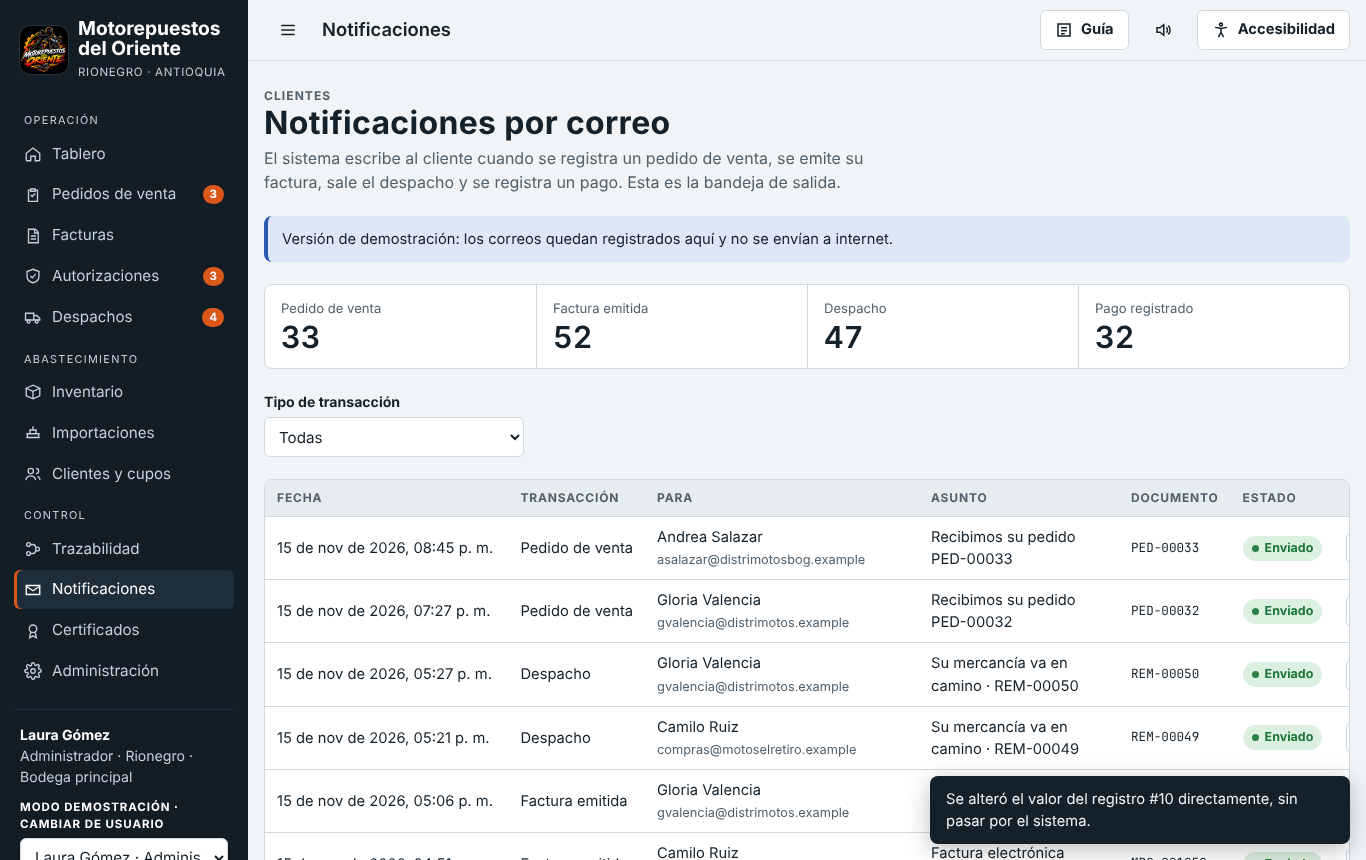 Motorepuestos
del Oriente
RIONEGRO · ANTIOQUIA
OPERACIÓN
Tablero
Pedidos de venta 3
Facturas
Autorizaciones 3
Despachos 4
ABASTECIMIENTO
Inventario
Importaciones
Clientes y cupos
CONTROL
Trazabilidad
Notificaciones
Certificados
Administración
Laura Gómez
Administrador · Rionegro ·
Bodega principal
MODO DEMOSTRACIÓN ·
CAMBIAR DE USUARIO
Laura Gómez · Adminis
Notificaciones
Guía
Accesibilidad
CLIENTES
Notificaciones por correo
El sistema escribe al cliente cuando se registra un pedido de venta, se emite su
factura, sale el despacho y se registra un pago. Esta es la bandeja de salida.
Versión de demostración: los correos quedan registrados aquí y no se envían a internet.
Pedido de venta
33
Factura emitida
52
Despacho
47
Pago registrado
32
Tipo de transacción
Todas
FECHA TRANSACCIÓN PARA ASUNTO DOCUMENTO ESTADO
15 de nov de 2026, 08:45 p. m. Pedido de venta Andrea Salazar
asalazar@distrimotosbog.example Recibimos su pedido
PED-00033 PED-00033 Enviado
15 de nov de 2026, 07:27 p. m. Pedido de venta Gloria Valencia
gvalencia@distrimotos.example Recibimos su pedido
PED-00032 PED-00032 Enviado
15 de nov de 2026, 05:27 p. m. Despacho Gloria Valencia
gvalencia@distrimotos.example Su mercancía va en
camino · REM-00050 REM-00050 Enviado
15 de nov de 2026, 05:21 p. m. Despacho Camilo Ruiz
compras@motoselretiro.example Su mercancía va en
camino · REM-00049 REM-00049 Enviado
15 de nov de 2026, 05:06 p. m. Factura emitida Gloria Valencia
gvalencia@distrimotos.example
Camilo Ruiz Factura electrónica
Se alteró el valor del registro #10 directamente, sin
pasar por el sistema.